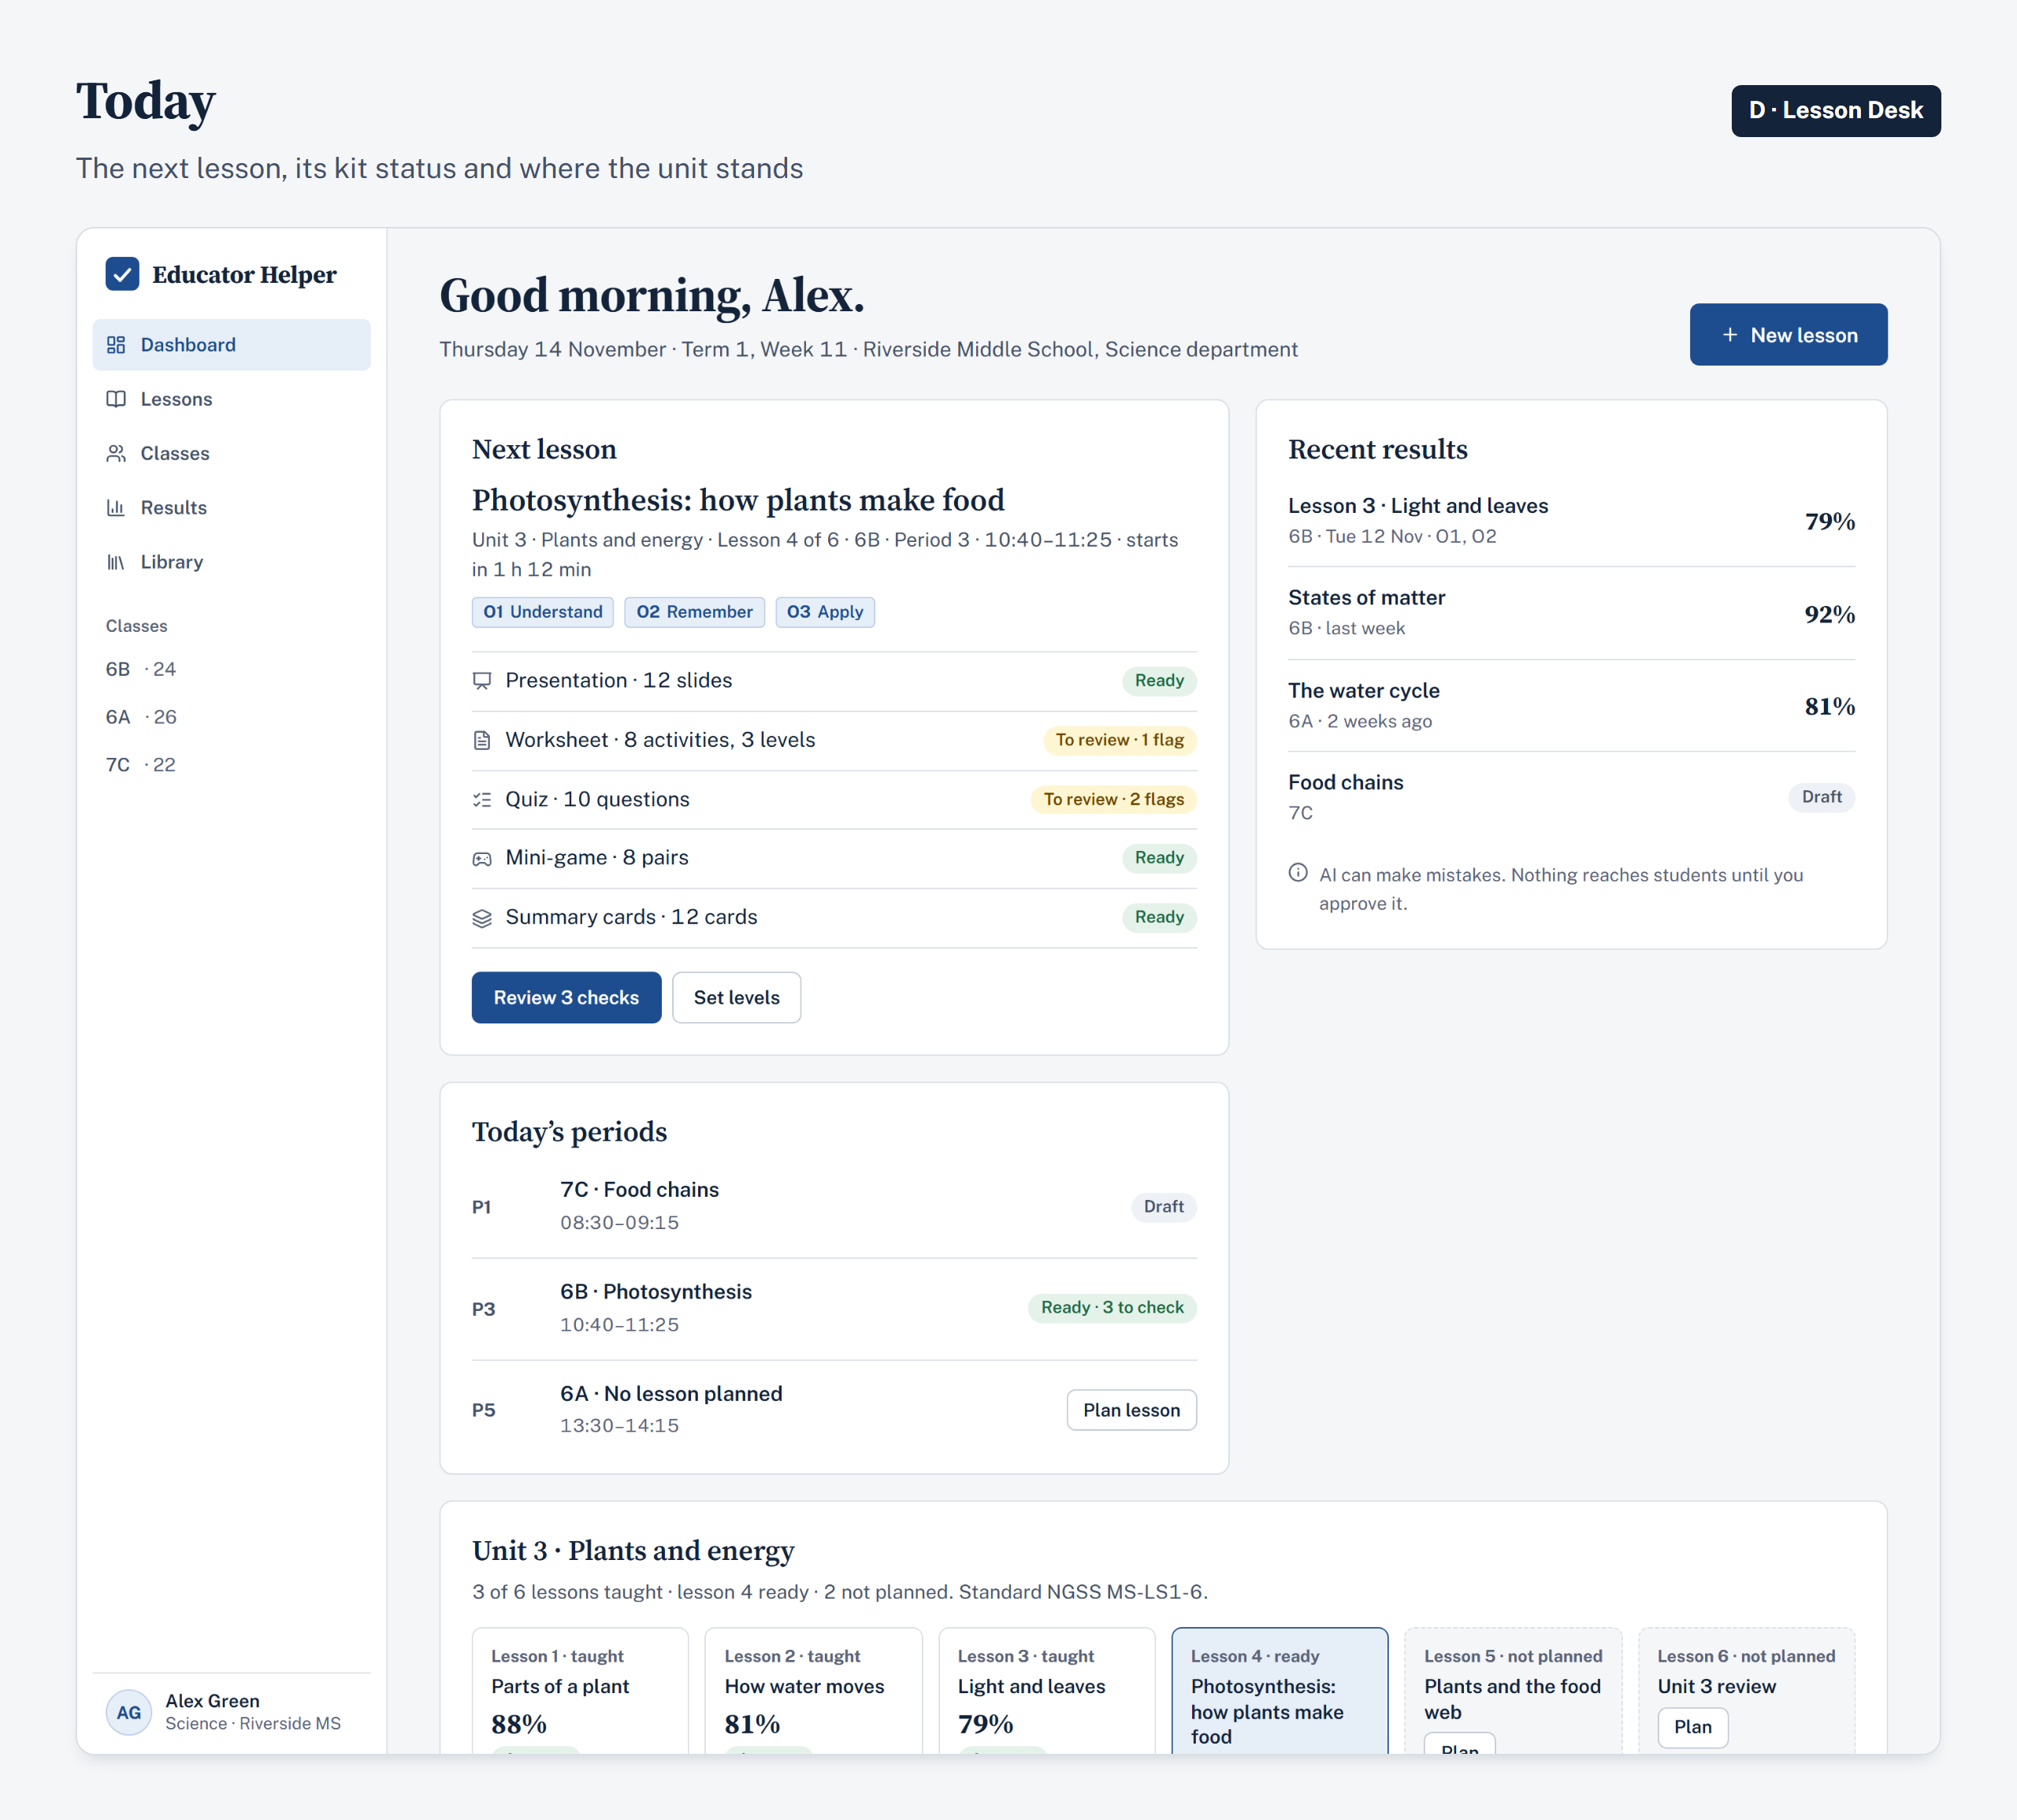 Today
D · Lesson Desk
The next lesson, its kit status and where the unit stands
Educator Helper
Dashboard
Lessons
Classes
Results
Library
Classes
6B · 24
6A · 26
7C · 22
AG
Alex Green
Science · Riverside MS
Good morning, Alex.
Thursday 14 November · Term 1, Week 11 · Riverside Middle School, Science department
+ New lesson
Next lesson
Photosynthesis: how plants make food
Unit 3 · Plants and energy · Lesson 4 of 6 · 6B · Period 3 · 10:40–11:25 · starts
in 1 h 12 min
O1 Understand
O2 Remember
O3 Apply
Presentation · 12 slides
Ready
Worksheet · 8 activities, 3 levels
To review · 1 flag
Quiz · 10 questions
To review · 2 flags
Mini-game · 8 pairs
Ready
Summary cards · 12 cards
Ready
Review 3 checks
Set levels
Recent results
Lesson 3 · Light and leaves
6B · Tue 12 Nov · O1, O2
79%
States of matter
6B · last week
92%
The water cycle
6A · 2 weeks ago
81%
Food chains
7C
Draft
AI can make mistakes. Nothing reaches students until you
approve it.
Today’s periods
P1
7C · Food chains
08:30–09:15
Draft
P3
6B · Photosynthesis
10:40–11:25
Ready · 3 to check
P5
6A · No lesson planned
13:30–14:15
Plan lesson
Unit 3 · Plants and energy
3 of 6 lessons taught · lesson 4 ready · 2 not planned. Standard NGSS MS-LS1-6.
Lesson 1 · taught
Parts of a plant
88%
Lesson 2 · taught
How water moves
81%
Lesson 3 · taught
Light and leaves
79%
Lesson 4 · ready
Photosynthesis:
how plants make
food
Lesson 5 · not planned
Plants and the food
web
Plan
Lesson 6 · not planned
Unit 3 review
Plan